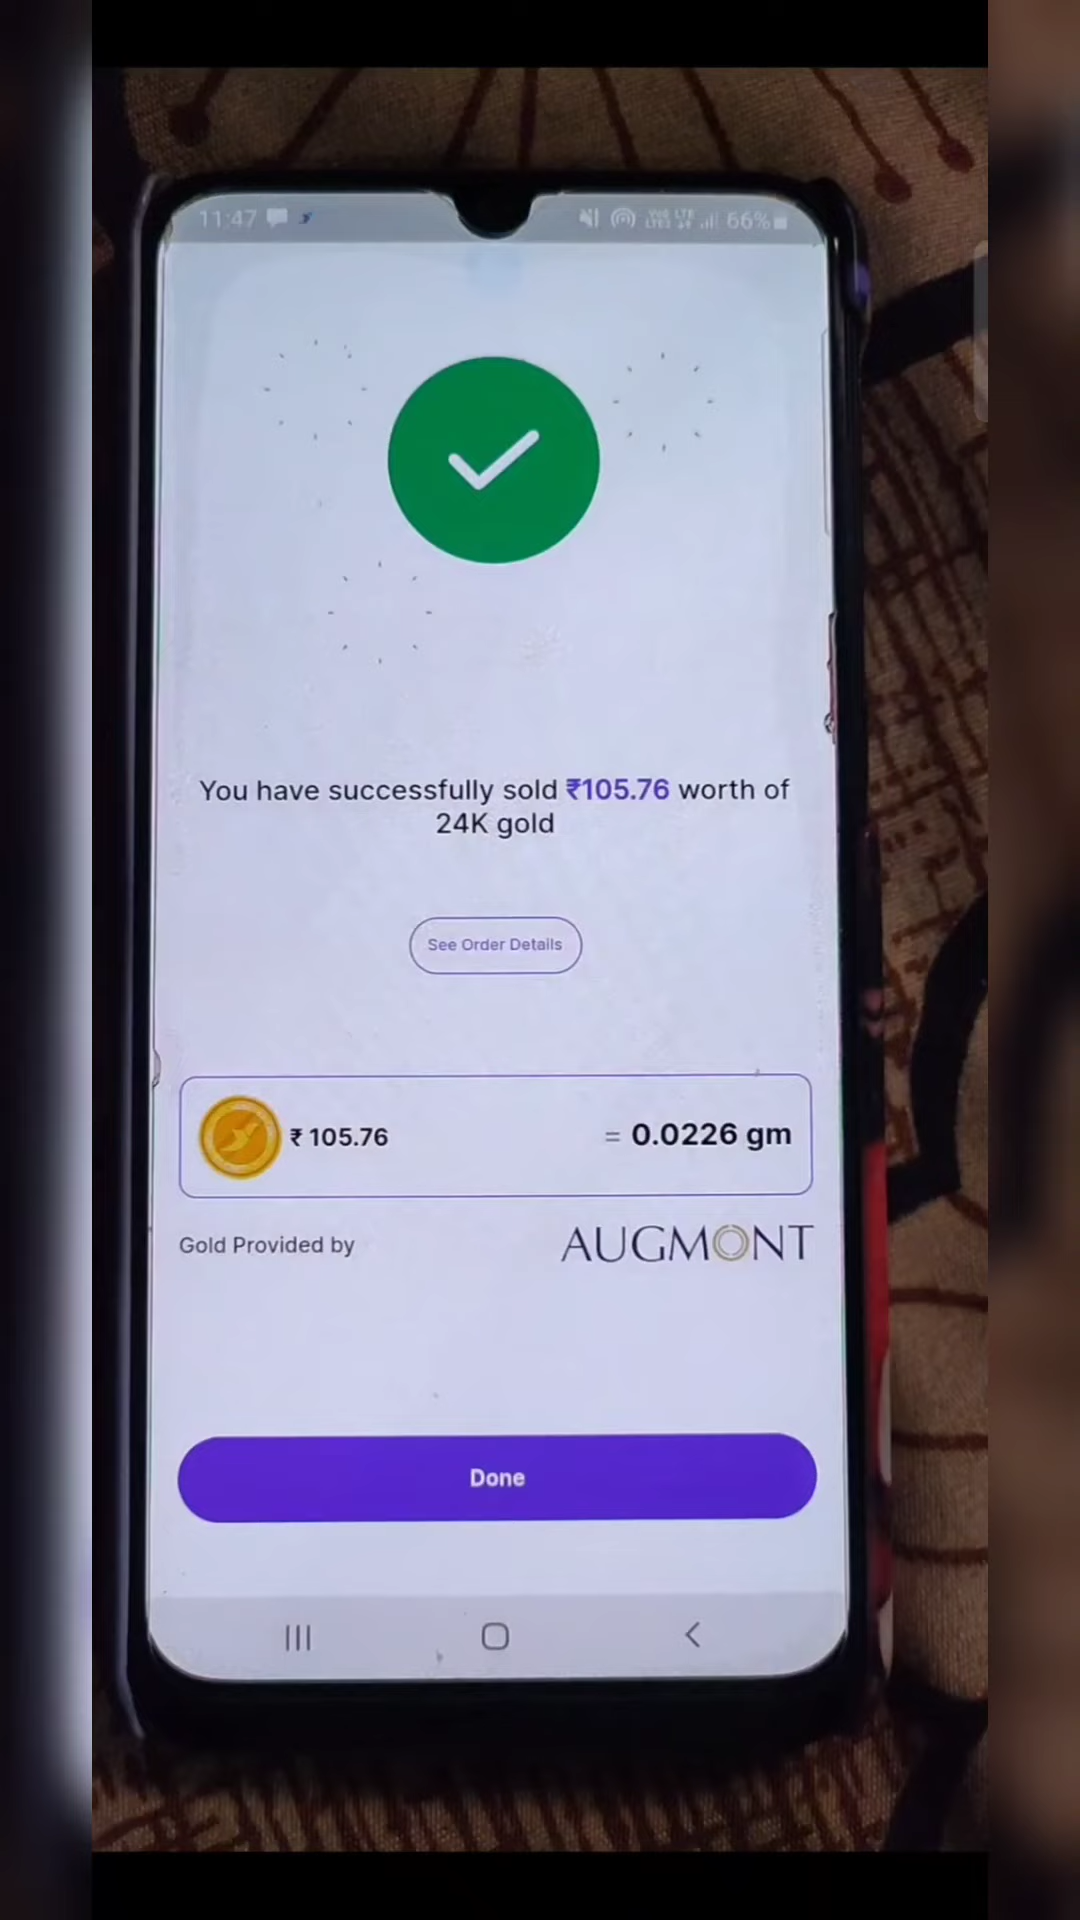 11:47 66%
You have successfully sold ₹105.76 worth of
24K gold
See Order Details
₹ 105.76 = 0.0226 gm
Gold Provided by AUGMONT
Done